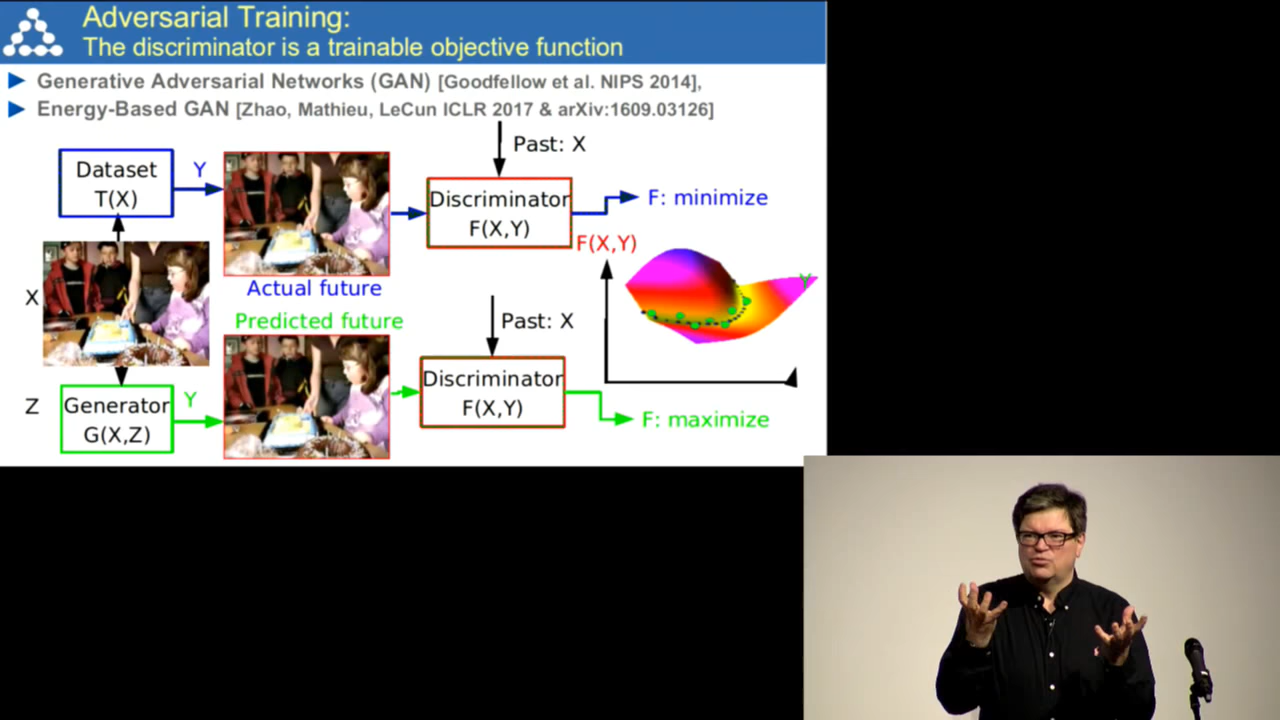 Adversarial Training:
The discriminator is a trainable objective function
Generative Adversarial Networks (GAN) [Goodfellow et al. NIPS 2014],
Energy-Based GAN [Zhao, Mathieu, LeCun ICLR 2017 & arXiv:1609.03126]
Past: X
Dataset
T(X)
Y
Discriminator
F(X,Y)
F: minimize
F(X,Y)
Y
X
Actual future
Predicted future
Past: X
Z
Generator
G(X,Z)
Y
Discriminator
F(X,Y)
F: maximize